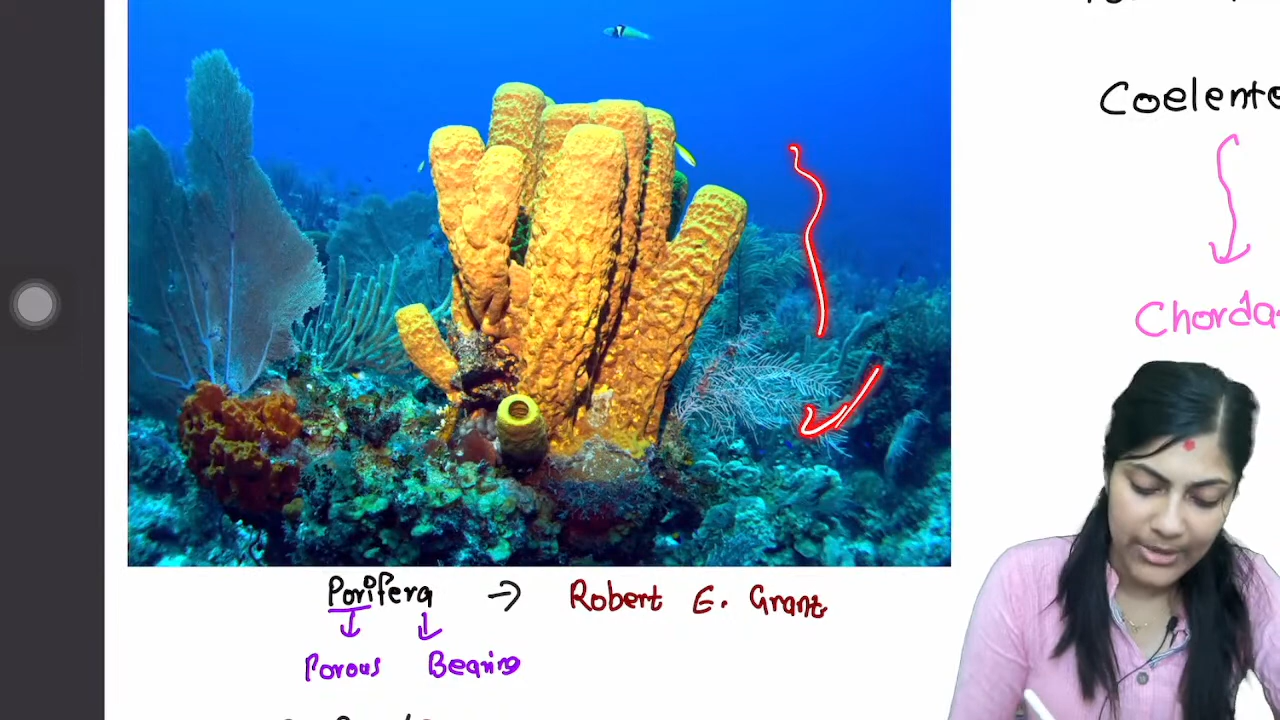 Coelente
Chorda
Porifera → Robert E. Grant
↓ ↓
Porous Bearing